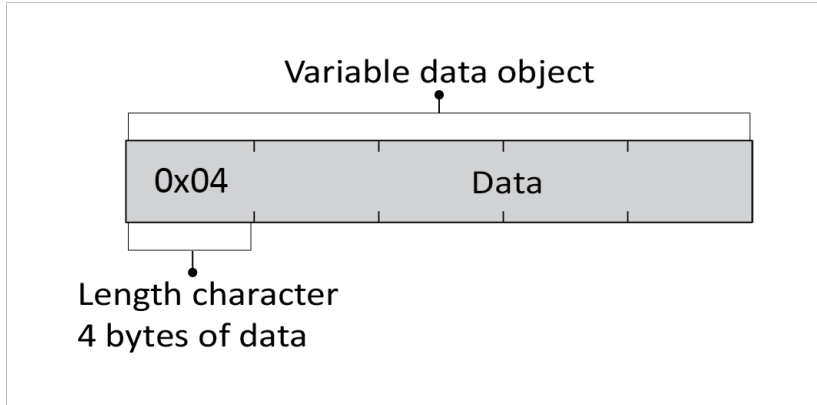 Variable data object
0x04
Data
Length character
4 bytes of data